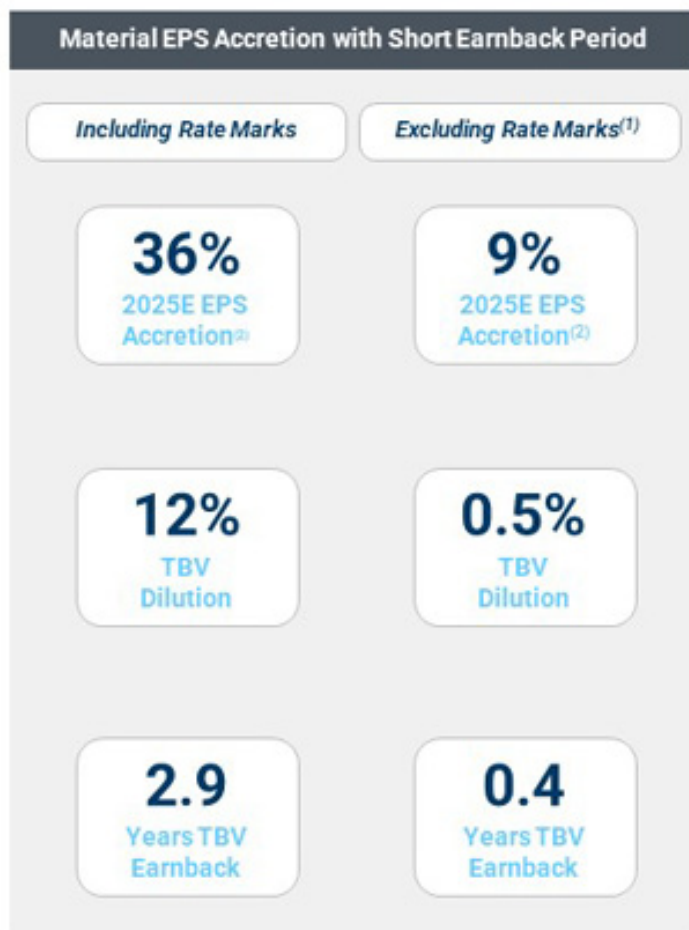 Material EPS Accretion with Short Earnback Period
Including Rate Marks
Excluding Rate Marks(1)
36%
2025E EPS
Accretion(2)
9%
2025E EPS
Accretion(2)
12%
TBV
Dilution
0.5%
TBV
Dilution
2.9
Years TBV
Earnback
0.4
Years TBV
Earnback